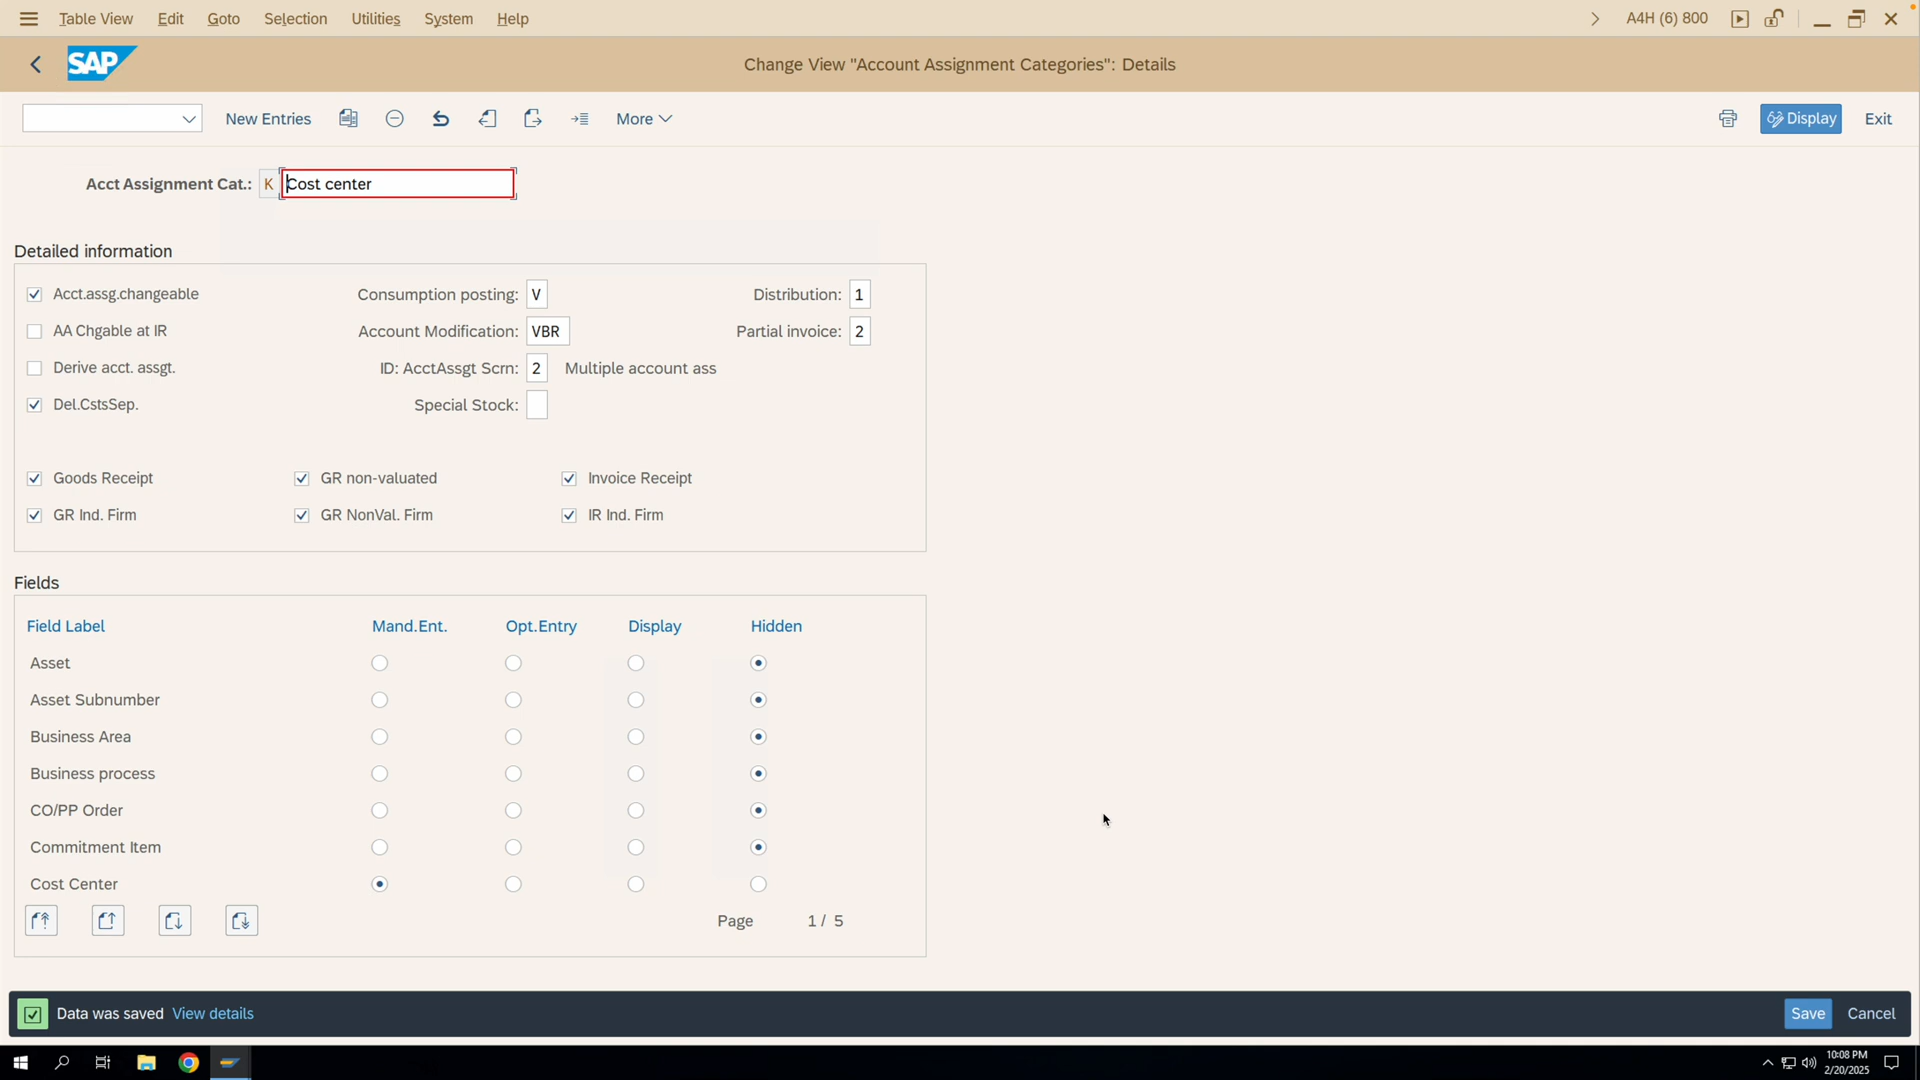 Table View Edit Goto Selection Utilities System Help A4H (6) 800
SAP Change View "Account Assignment Categories": Details
New Entries More Display Exit
Acct Assignment Cat.: K Cost center
Detailed information
Acct.assg.changeable Consumption posting: V Distribution: 1
AA Chgable at IR Account Modification: VBR Partial invoice: 2
Derive acct. assgt. ID: AcctAssgt Scrn: 2 Multiple account ass
Del.CstsSep. Special Stock:
Goods Receipt GR non-valuated Invoice Receipt
GR Ind. Firm GR NonVal. Firm IR Ind. Firm
Fields
Field Label Mand.Ent. Opt.Entry Display Hidden
Asset
Asset Subnumber
Business Area
Business process
CO/PP Order
Commitment Item
Cost Center
Page 1 / 5
Data was saved View details Save Cancel
10:08 PM
2/20/2025